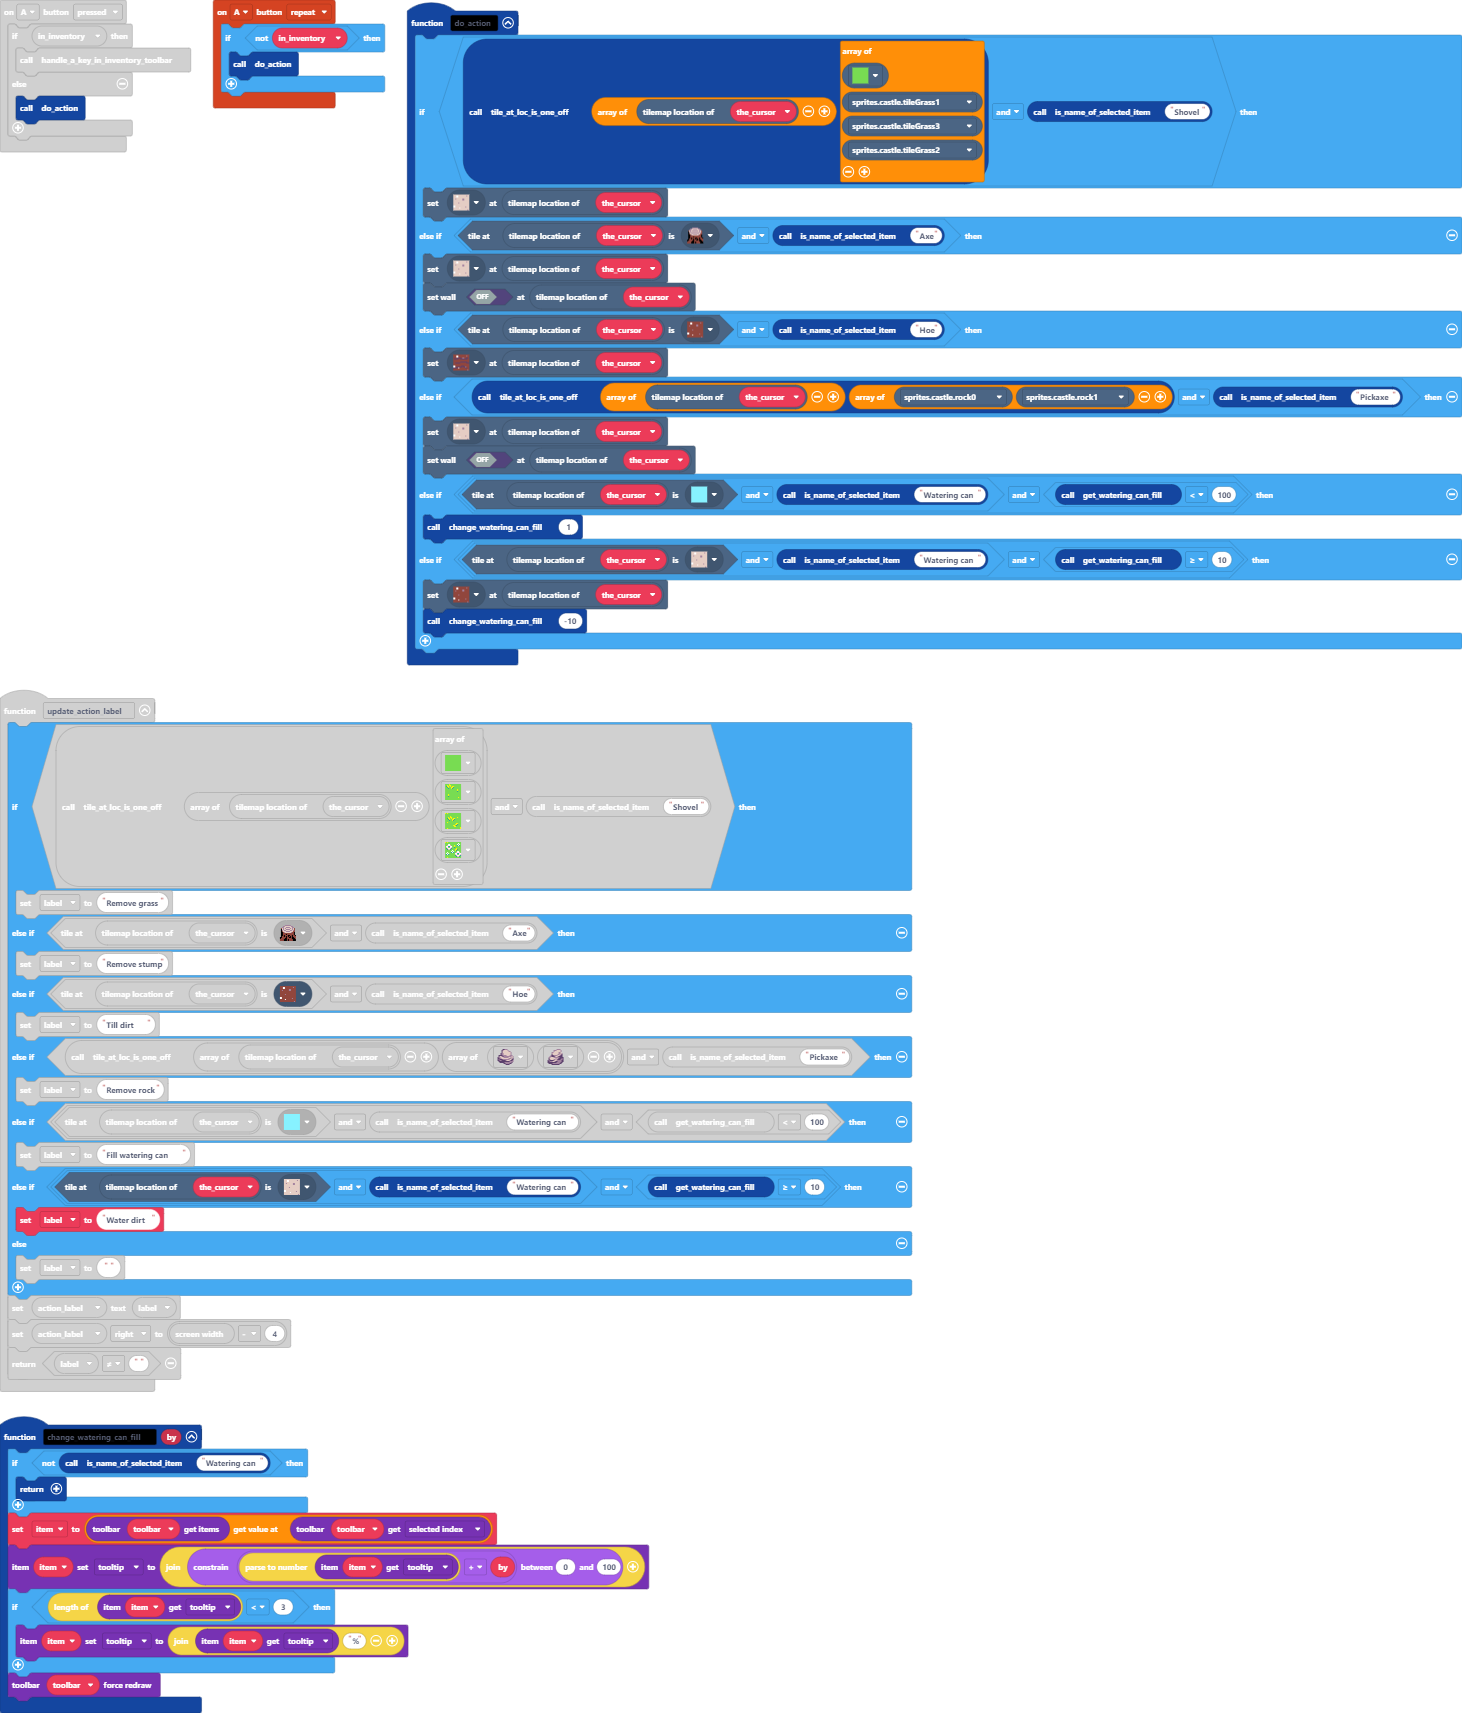 on A button pressed
if in_inventory then
call handle_a_key_in_inventory_toolbar
else
call do_action
on A button repeat
if not in_inventory then
call do_action
function do_action
if call tile_at_loc_is_one_off array of tilemap location of the_cursor array of sprites.castle.tileGrass1 sprites.castle.tileGrass3 sprites.castle.tileGrass2 and call is_name_of_selected_item "Shovel" then
set at tilemap location of the_cursor
else if tile at tilemap location of the_cursor is and call is_name_of_selected_item "Axe" then
set at tilemap location of the_cursor
set wall OFF at tilemap location of the_cursor
else if tile at tilemap location of the_cursor is and call is_name_of_selected_item "Hoe" then
set at tilemap location of the_cursor
else if call tile_at_loc_is_one_off array of tilemap location of the_cursor array of sprites.castle.rock0 sprites.castle.rock1 and call is_name_of_selected_item "Pickaxe" then
set at tilemap location of the_cursor
set wall OFF at tilemap location of the_cursor
else if tile at tilemap location of the_cursor is and call is_name_of_selected_item "Watering can" and call get_watering_can_fill < 100 then
call change_watering_can_fill 1
else if tile at tilemap location of the_cursor is and call is_name_of_selected_item "Watering can" and call get_watering_can_fill ≥ 10 then
set at tilemap location of the_cursor
call change_watering_can_fill -10
function update_action_label
if call tile_at_loc_is_one_off array of tilemap location of the_cursor array of and call is_name_of_selected_item "Shovel" then
set label to "Remove grass"
else if tile at tilemap location of the_cursor is and call is_name_of_selected_item "Axe" then
set label to "Remove stump"
else if tile at tilemap location of the_cursor is and call is_name_of_selected_item "Hoe" then
set label to "Till dirt"
else if call tile_at_loc_is_one_off array of tilemap location of the_cursor array of and call is_name_of_selected_item "Pickaxe" then
set label to "Remove rock"
else if tile at tilemap location of the_cursor is and call is_name_of_selected_item "Watering can" and call get_watering_can_fill < 100 then
set label to "Fill watering can"
else if tile at tilemap location of the_cursor is and call is_name_of_selected_item "Watering can" and call get_watering_can_fill ≥ 10 then
set label to "Water dirt"
else
set label to ""
set action_label text label
set action_label right to screen width - 4
return label ≠ ""
function change_watering_can_fill by
if not call is_name_of_selected_item "Watering can" then
return
set item to toolbar toolbar get items get value at toolbar toolbar get selected index
item item set tooltip to join constrain parse to number item item get tooltip + by between 0 and 100
if length of item item get tooltip < 3 then
item item set tooltip to join item item get tooltip "%"
toolbar toolbar force redraw